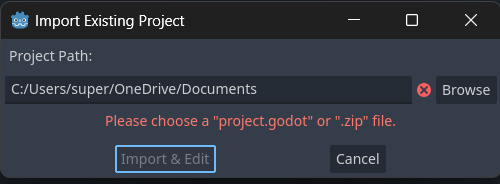 Import Existing Project
Project Path:
C:/Users/super/OneDrive/Documents
Browse
Please choose a "project.godot" or ".zip" file.
Import & Edit
Cancel